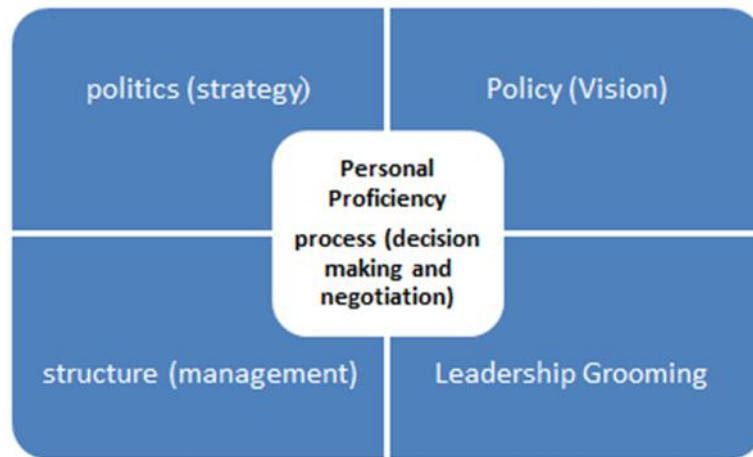 politics (strategy)
Policy (Vision)
Personal
Proficiency
process (decision
making and
negotiation)
structure (management)
Leadership Grooming